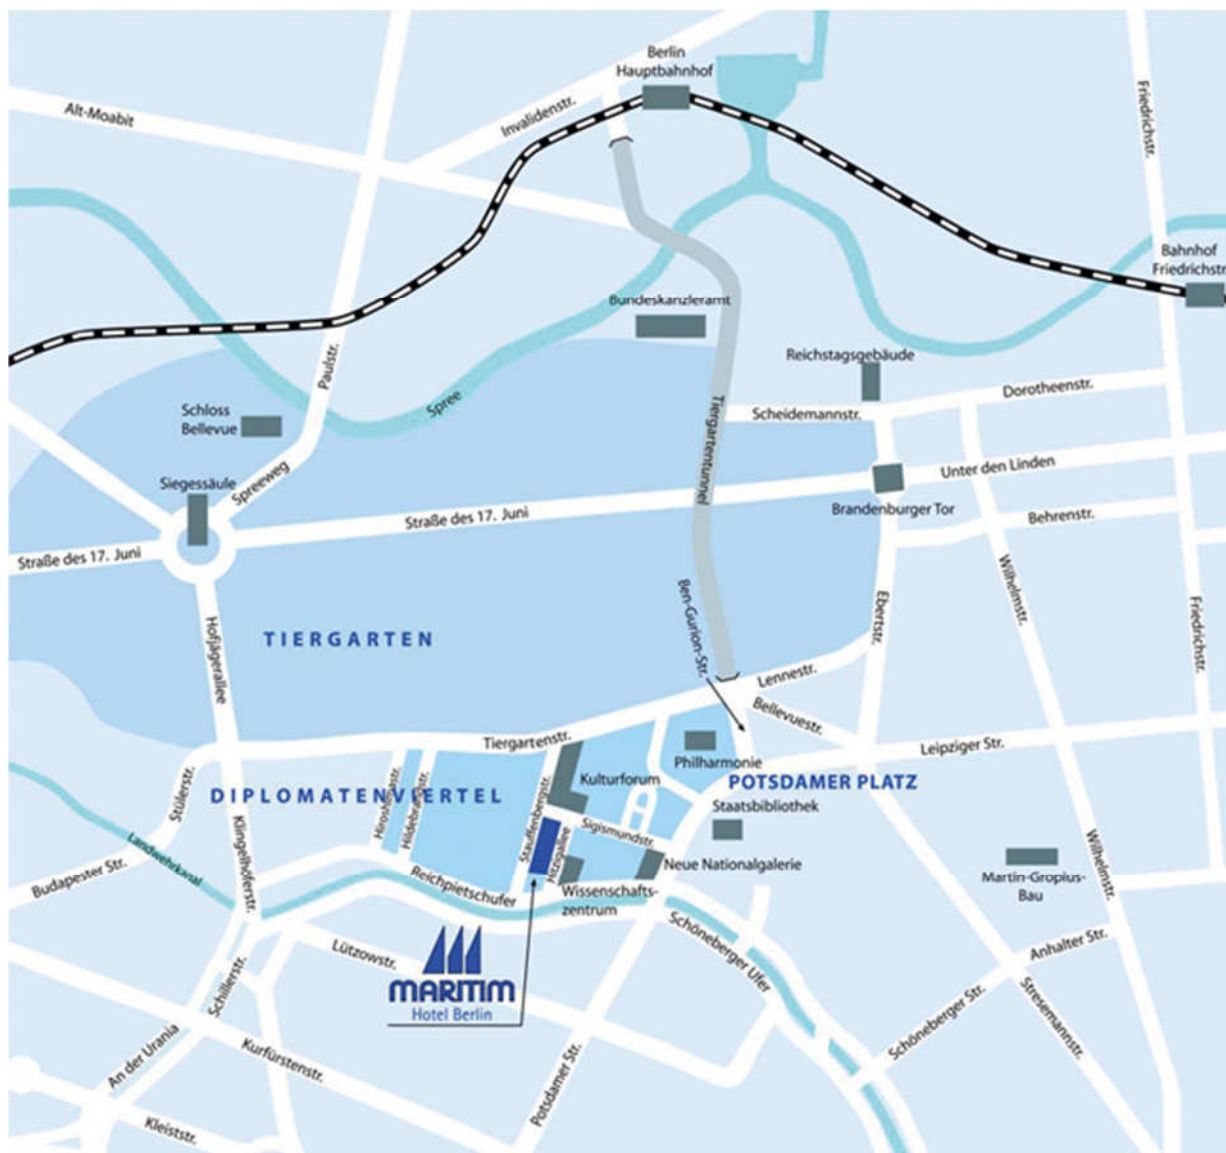 Berlin
Hauptbahnhof
Alt-Moabit
Invalidenstr.
Friedrichstr.
Bahnhof
Friedrichstr
Bundeskanzleramt
Reichstagsgebäude
Paulstr.
Dorotheenstr.
Spree
Schloss
Bellevue
Scheidemannstr.
Tiergartentunnel
Unter den Linden
Spreeweg
Siegessäule
Brandenburger Tor
Straße des 17. Juni
Behrenstr.
Straße des 17. Juni
Wilhelmstr.
Ben-Gurion-Str.
Ebertstr.
Friedrichstr.
Hofjägerallee
TIERGARTEN
Lennestr.
Bellevuestr.
Tiergartenstr.
Leipziger Str.
Philharmonie
Kulturforum
POTSDAMER PLATZ
Stülerstr.
DIPLOMATENVIERTEL
Hiroshimastr.
Hildebrandstr.
Stauffenbergstr.
Staatsbibliothek
Sigismundstr.
Hitzigallee
Klingelhöferstr.
Landwehrkanal
Budapester Str.
Reichpietschufer
Neue Nationalgalerie
Wilhelmstr.
Martin-Gropius-
Bau
Wissenschafts-
zentrum
Schöneberger Ufer
Lützowstr.
Anhalter Str.
MARITIM
Hotel Berlin
Schillerstr.
Schöneberger Str.
Stresemannstr.
An der Urania
Kurfürstenstr.
Potsdamer Str.
Kleiststr.